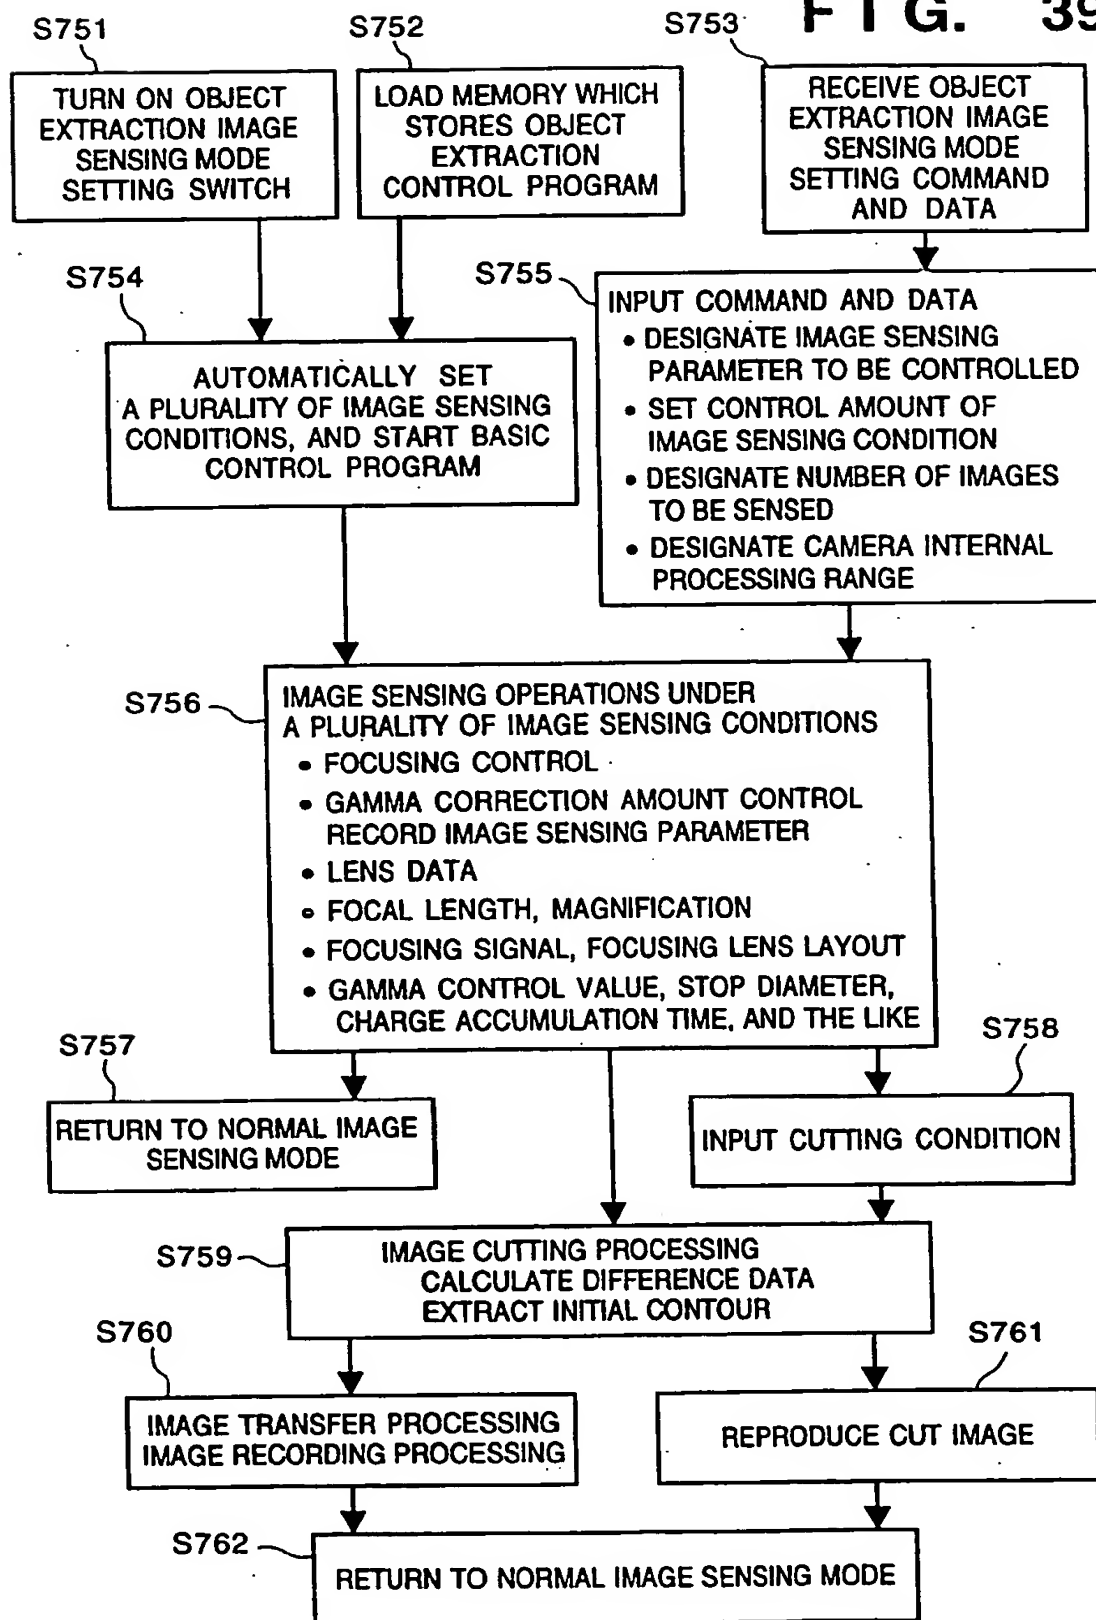 FIG. 39
S751
TURN ON OBJECT
EXTRACTION IMAGE
SENSING MODE
SETTING SWITCH
S752
LOAD MEMORY WHICH
STORES OBJECT
EXTRACTION
CONTROL PROGRAM
S753
RECEIVE OBJECT
EXTRACTION IMAGE
SENSING MODE
SETTING COMMAND
AND DATA
S754
AUTOMATICALLY SET
A PLURALITY OF IMAGE SENSING
CONDITIONS, AND START BASIC
CONTROL PROGRAM
S755
INPUT COMMAND AND DATA
• DESIGNATE IMAGE SENSING
PARAMETER TO BE CONTROLLED
• SET CONTROL AMOUNT OF
IMAGE SENSING CONDITION
• DESIGNATE NUMBER OF IMAGES
TO BE SENSED
• DESIGNATE CAMERA INTERNAL
PROCESSING RANGE
S756
IMAGE SENSING OPERATIONS UNDER
A PLURALITY OF IMAGE SENSING CONDITIONS
• FOCUSING CONTROL
• GAMMA CORRECTION AMOUNT CONTROL
RECORD IMAGE SENSING PARAMETER
• LENS DATA
• FOCAL LENGTH, MAGNIFICATION
• FOCUSING SIGNAL, FOCUSING LENS LAYOUT
• GAMMA CONTROL VALUE, STOP DIAMETER,
CHARGE ACCUMULATION TIME, AND THE LIKE
S757
RETURN TO NORMAL IMAGE
SENSING MODE
S758
INPUT CUTTING CONDITION
S759
IMAGE CUTTING PROCESSING
CALCULATE DIFFERENCE DATA
EXTRACT INITIAL CONTOUR
S760
IMAGE TRANSFER PROCESSING
IMAGE RECORDING PROCESSING
S761
REPRODUCE CUT IMAGE
S762
RETURN TO NORMAL IMAGE SENSING MODE